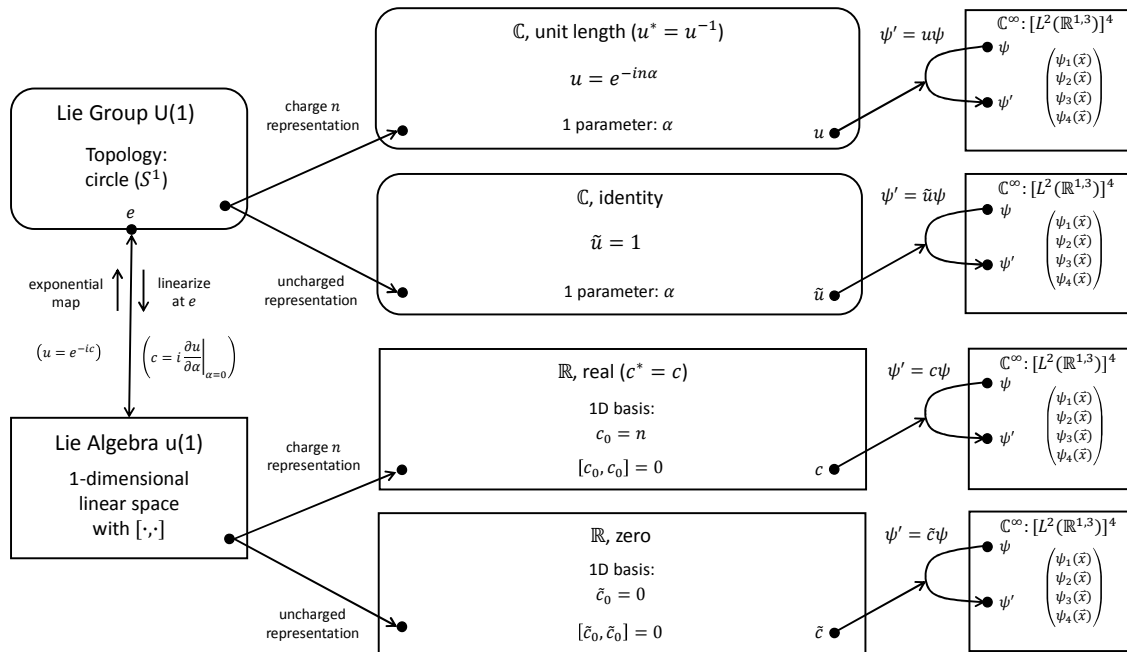 Lie Group U(1)
Topology:
circle (𝑆¹)
𝑒
exponential
map
linearize
at 𝑒
(𝑢 = 𝑒^{−𝑖𝑐})
(𝑐 = 𝑖 ∂𝑢/∂𝛼|_{𝛼=0})
Lie Algebra u(1)
1-dimensional
linear space
with [⋅,⋅]
charge 𝑛
representation
uncharged
representation
charge 𝑛
representation
uncharged
representation
ℂ, unit length (𝑢* = 𝑢⁻¹)
𝑢 = 𝑒^{−𝑖𝑛𝛼}
1 parameter: 𝛼
𝑢
𝜓′ = 𝑢𝜓
ℂ^∞: [𝐿²(ℝ^{1,3})]⁴
𝜓
𝜓′
𝜓₁(𝑥⃗)
𝜓₂(𝑥⃗)
𝜓₃(𝑥⃗)
𝜓₄(𝑥⃗)
ℂ, identity
𝑢̃ = 1
1 parameter: 𝛼
𝑢̃
𝜓′ = 𝑢̃𝜓
ℂ^∞: [𝐿²(ℝ^{1,3})]⁴
𝜓
𝜓′
𝜓₁(𝑥⃗)
𝜓₂(𝑥⃗)
𝜓₃(𝑥⃗)
𝜓₄(𝑥⃗)
ℝ, real (𝑐* = 𝑐)
1D basis:
𝑐₀ = 𝑛
[𝑐₀, 𝑐₀] = 0
𝑐
𝜓′ = 𝑐𝜓
ℂ^∞: [𝐿²(ℝ^{1,3})]⁴
𝜓
𝜓′
𝜓₁(𝑥⃗)
𝜓₂(𝑥⃗)
𝜓₃(𝑥⃗)
𝜓₄(𝑥⃗)
ℝ, zero
1D basis:
𝑐̃₀ = 0
[𝑐̃₀, 𝑐̃₀] = 0
𝑐̃
𝜓′ = 𝑐̃𝜓
ℂ^∞: [𝐿²(ℝ^{1,3})]⁴
𝜓
𝜓′
𝜓₁(𝑥⃗)
𝜓₂(𝑥⃗)
𝜓₃(𝑥⃗)
𝜓₄(𝑥⃗)